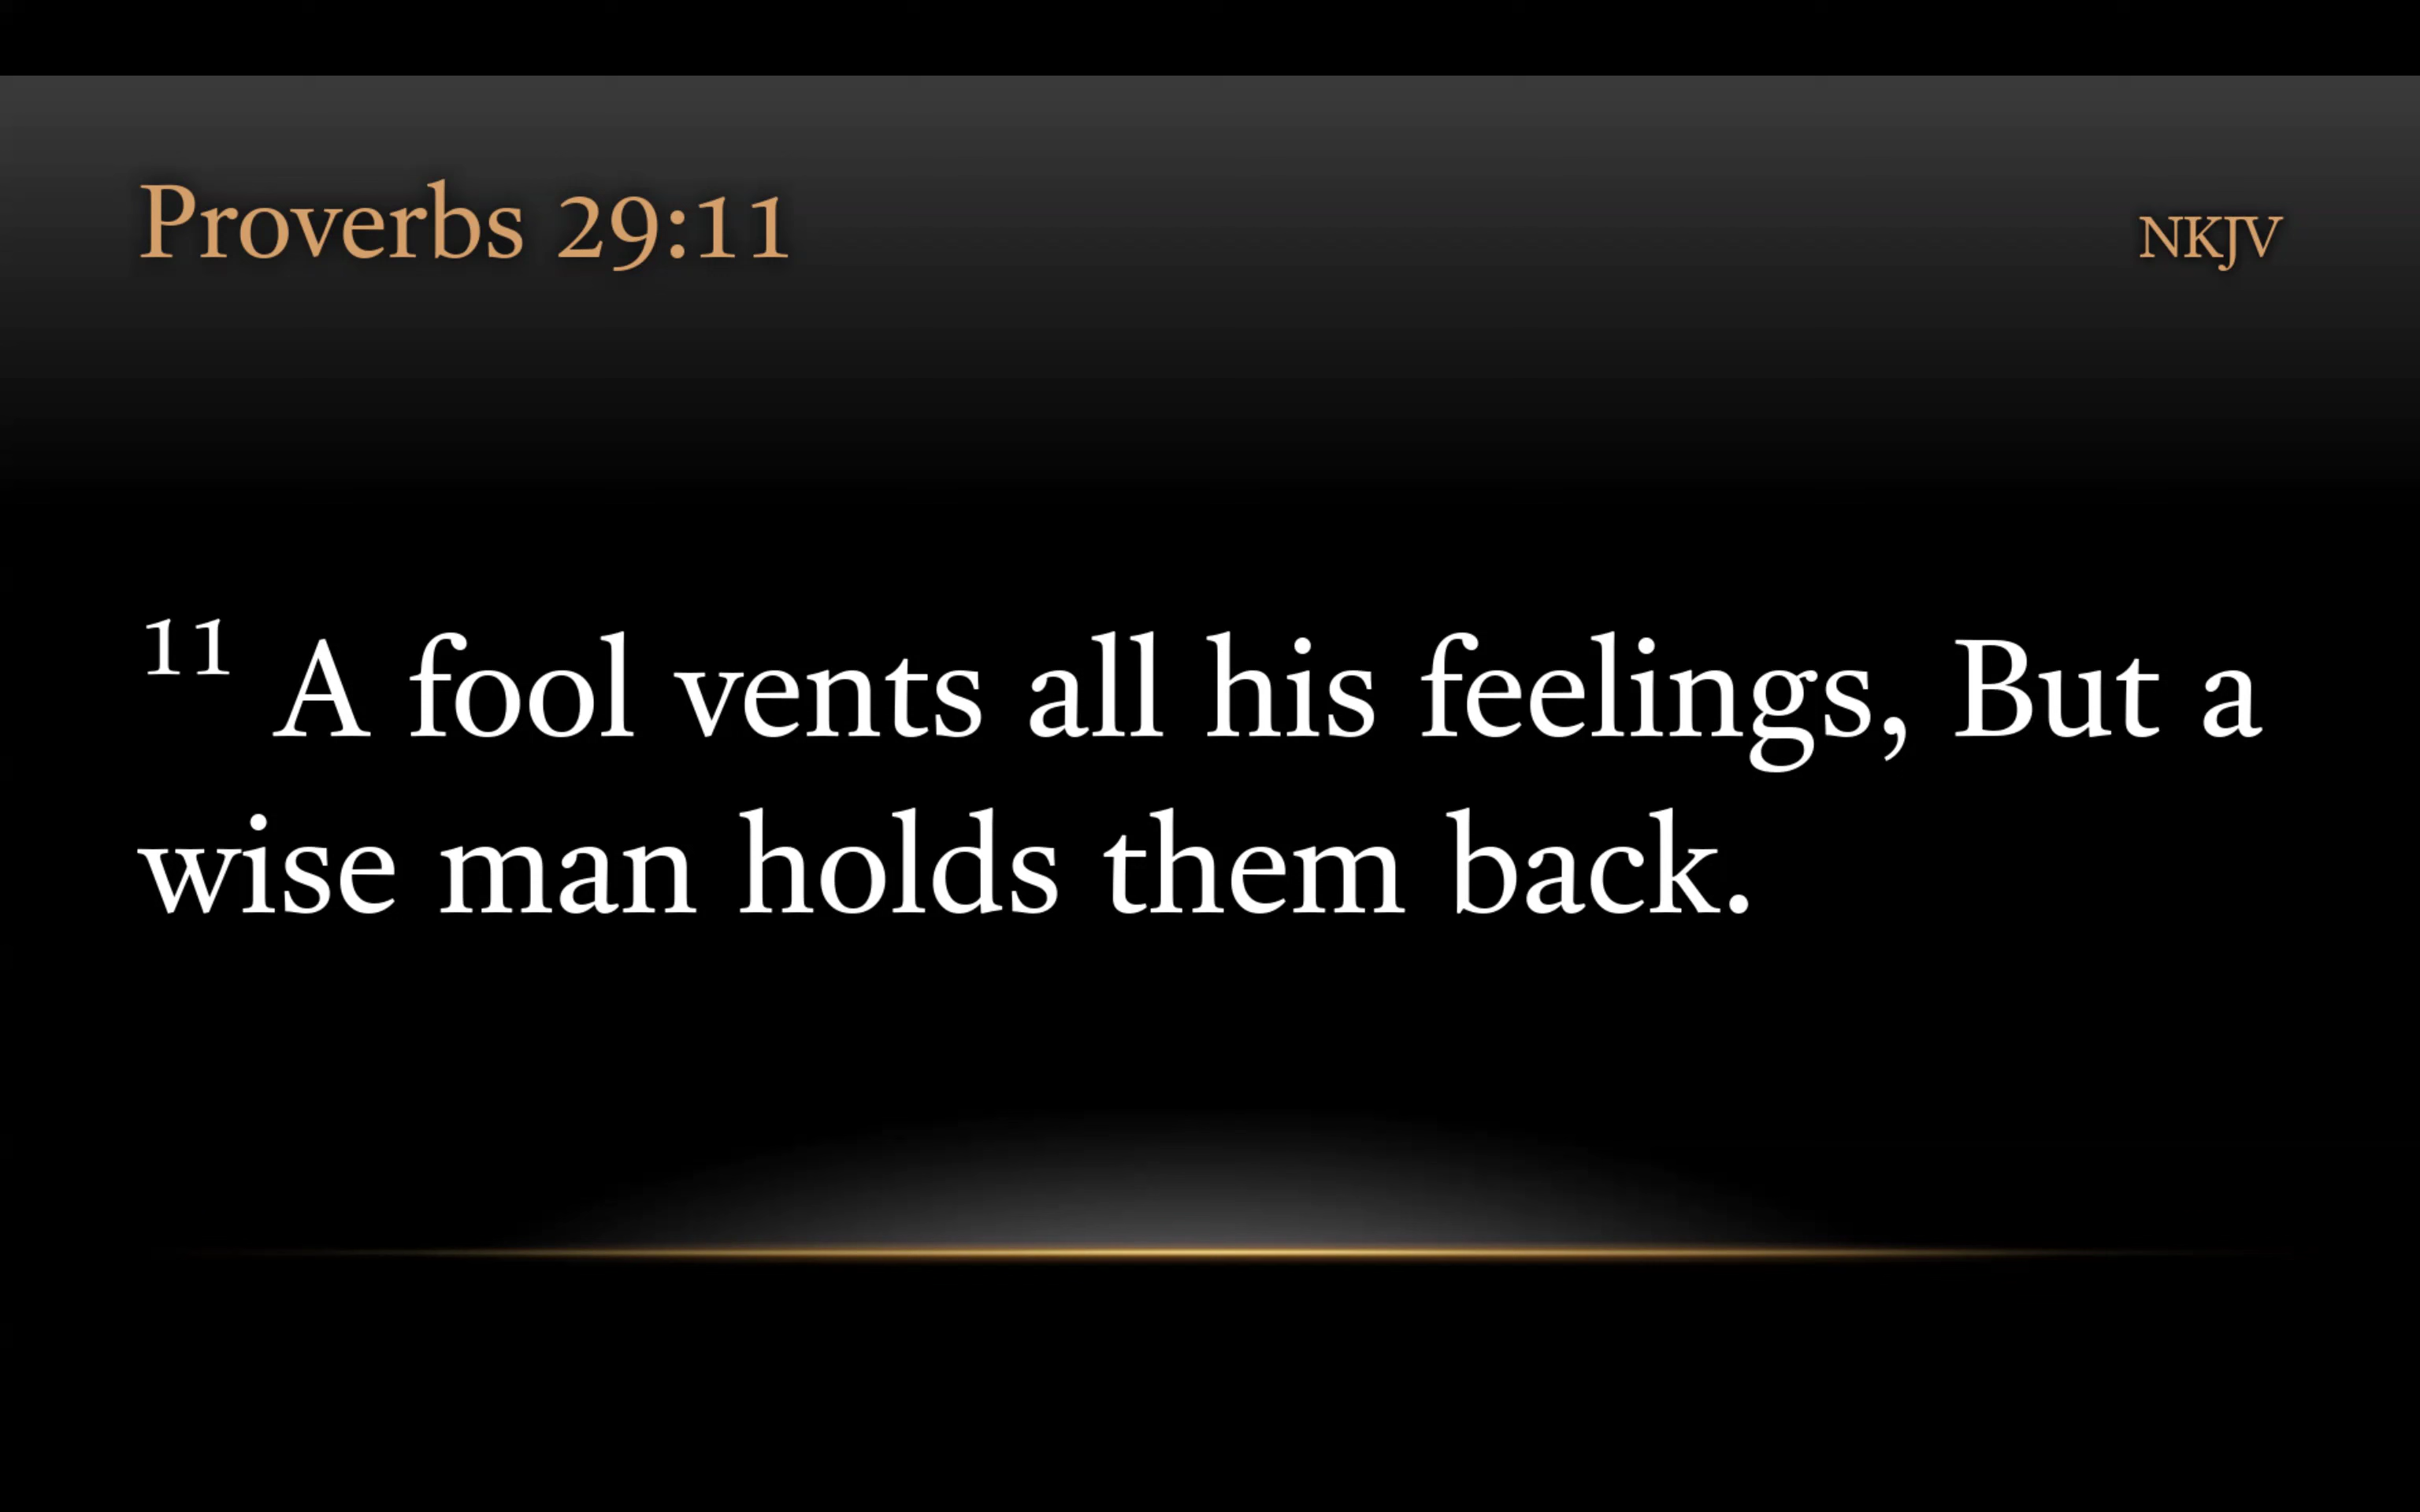 Proverbs 29:11
NKJV
11 A fool vents all his feelings, But a
wise man holds them back.